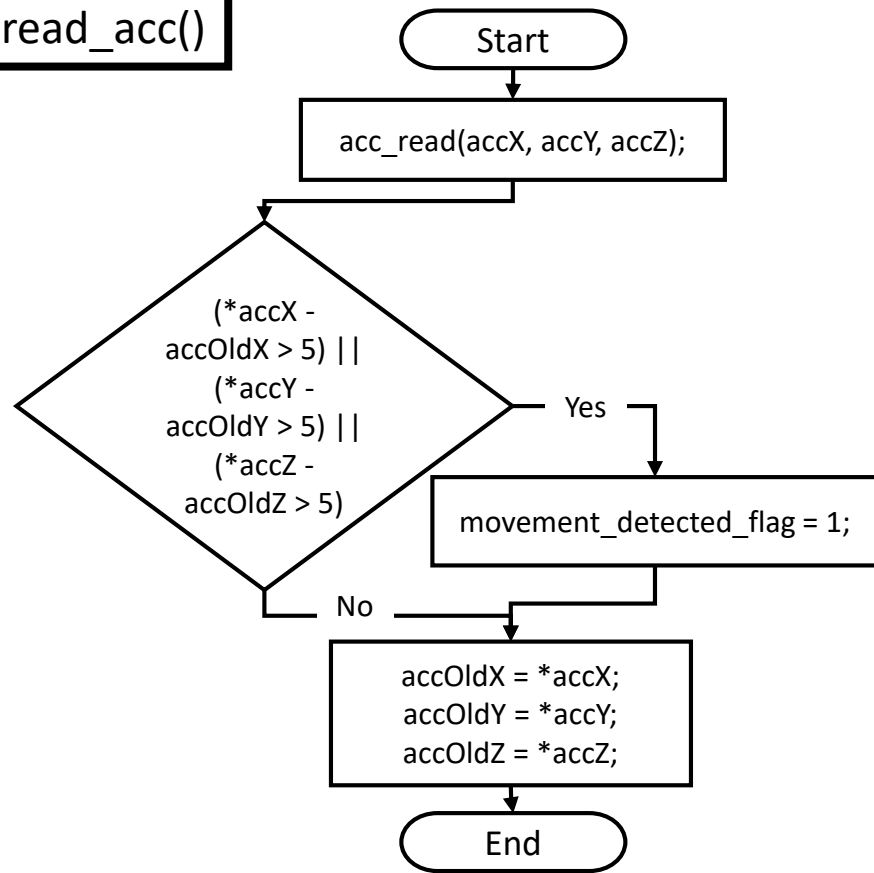 read_acc()
Start
acc_read(accX, accY, accZ);
(*accX -
accOldX > 5) ||
(*accY -
accOldY > 5) ||
(*accZ -
accOldZ > 5)
Yes
movement_detected_flag = 1;
No
accOldX = *accX;
accOldY = *accY;
accOldZ = *accZ;
End